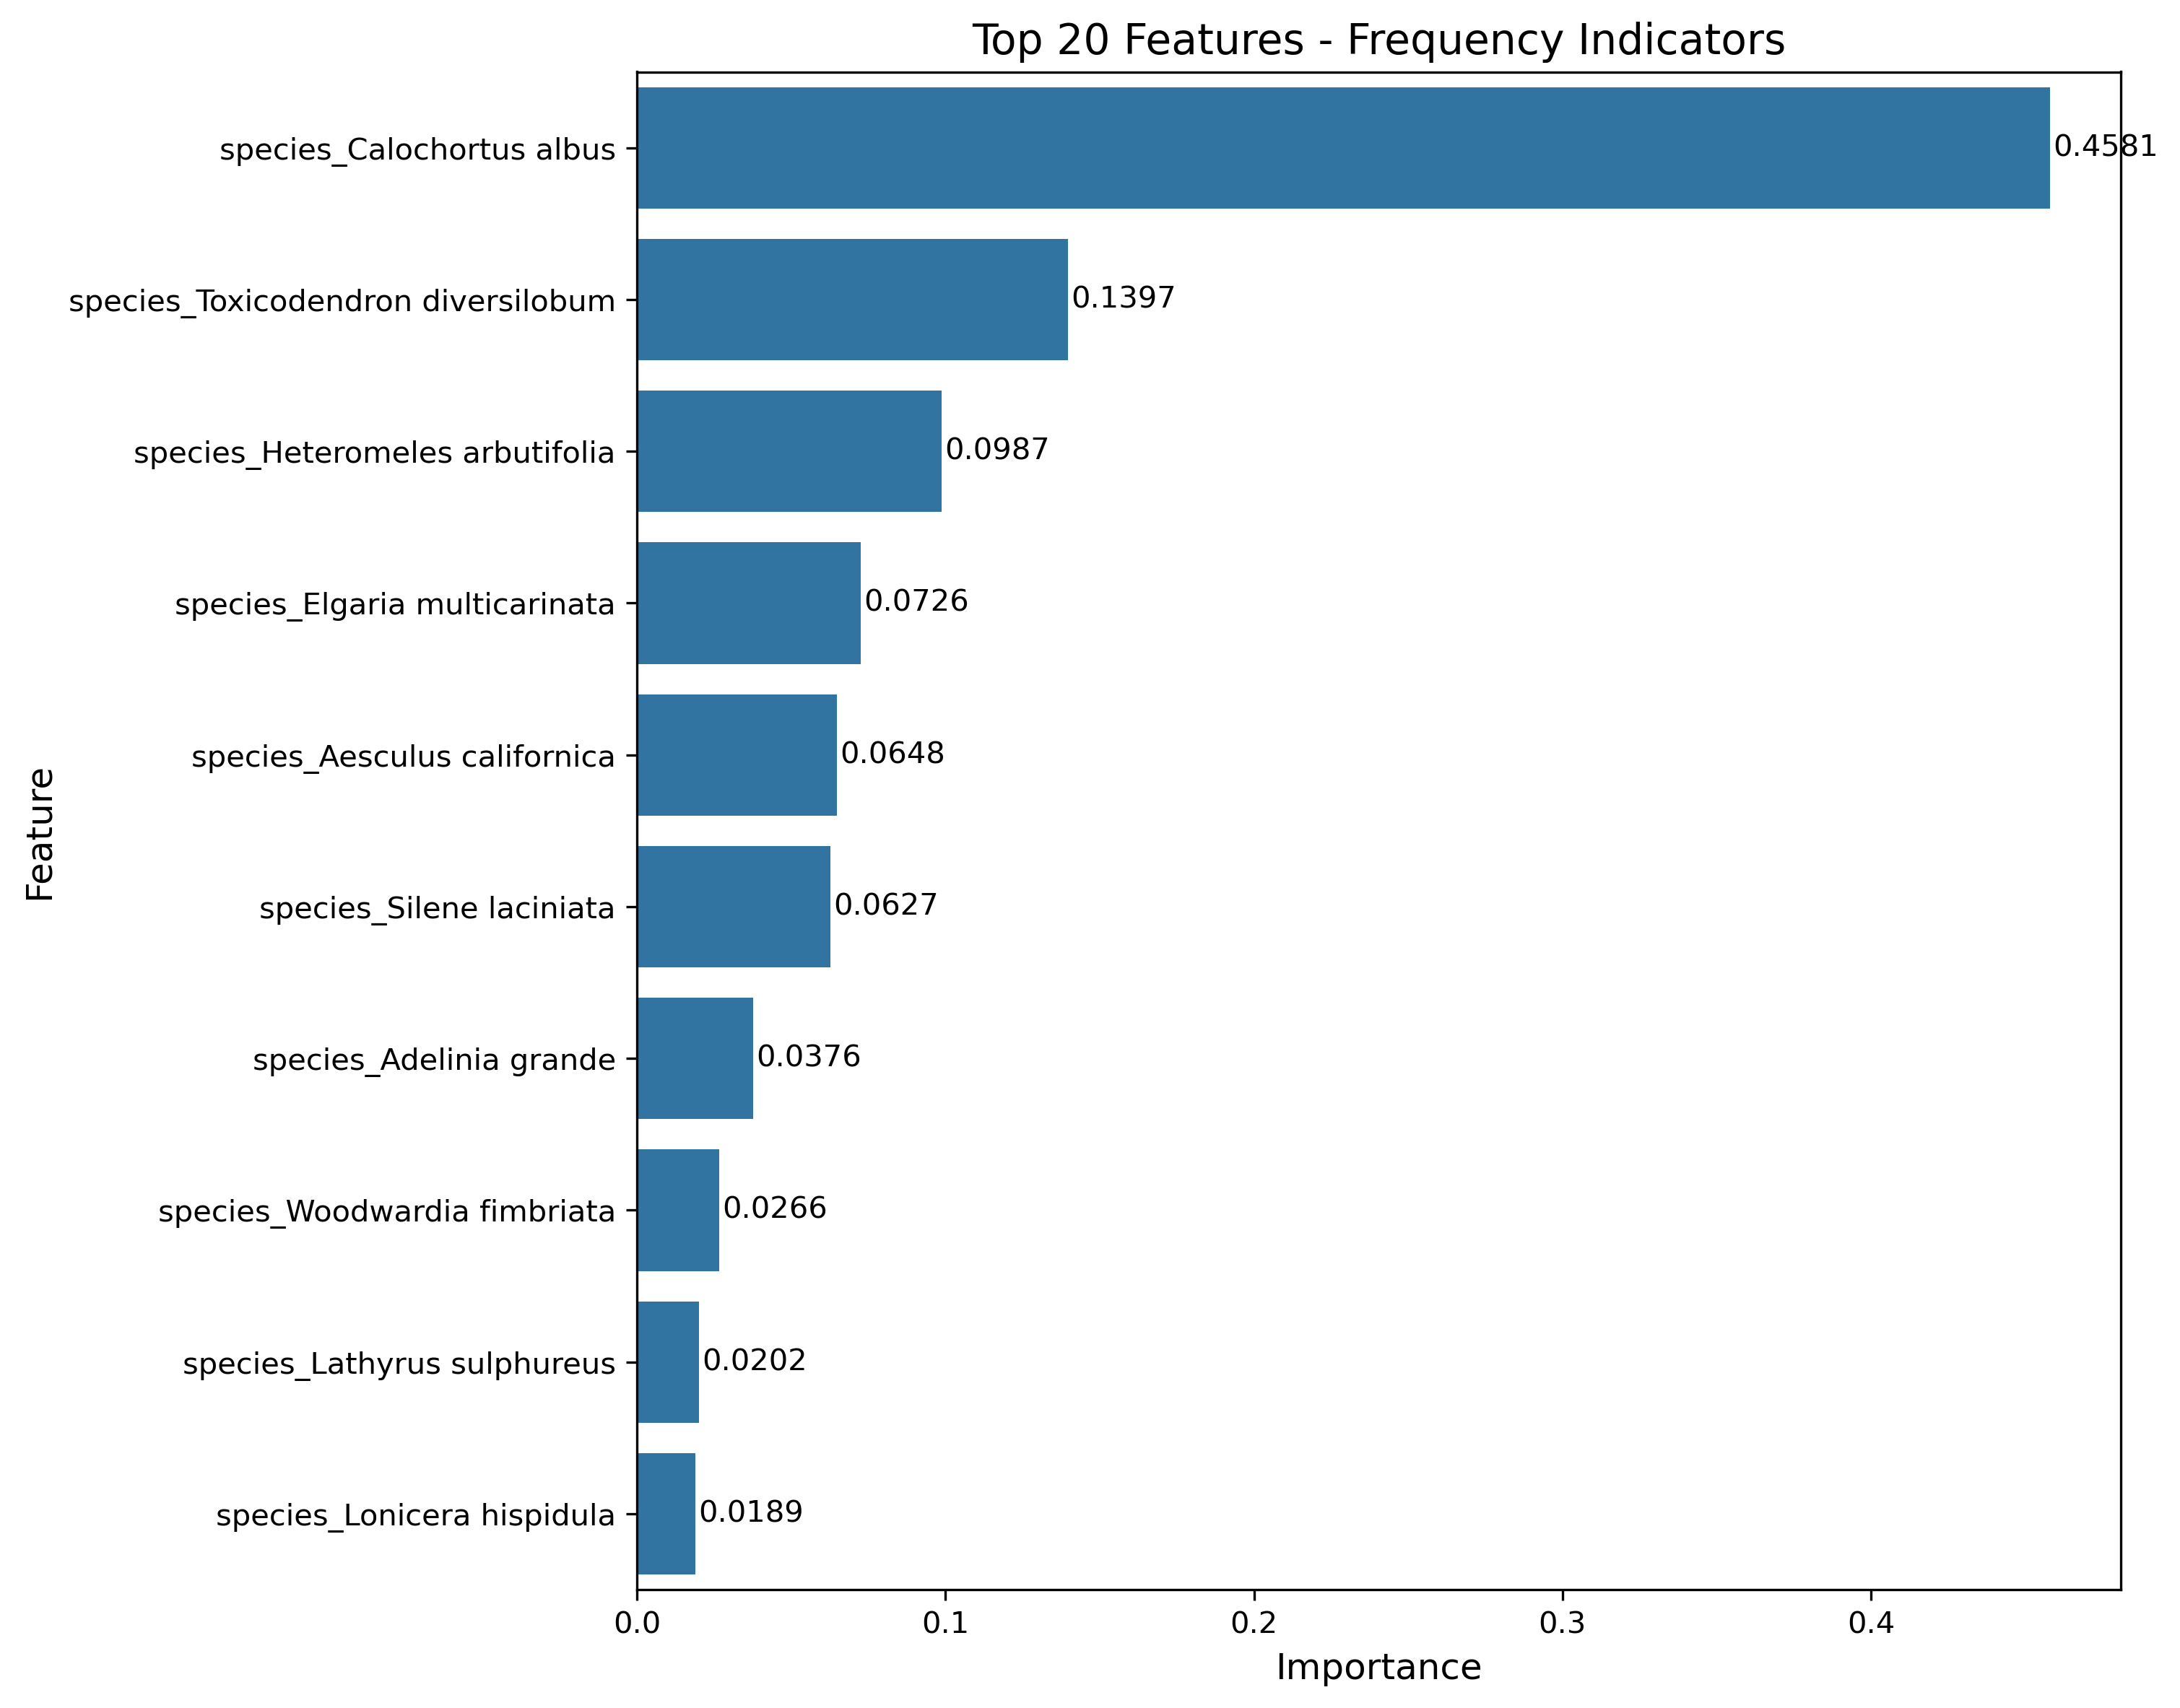 Top 20 Features - Frequency Indicators
species_Calochortus albus 0.4581
species_Toxicodendron diversilobum 0.1397
species_Heteromeles arbutifolia 0.0987
species_Elgaria multicarinata 0.0726
species_Aesculus californica 0.0648
species_Silene laciniata 0.0627
species_Adelinia grande 0.0376
species_Woodwardia fimbriata 0.0266
species_Lathyrus sulphureus 0.0202
species_Lonicera hispidula 0.0189
Feature
0.0 0.1 0.2 0.3 0.4
Importance